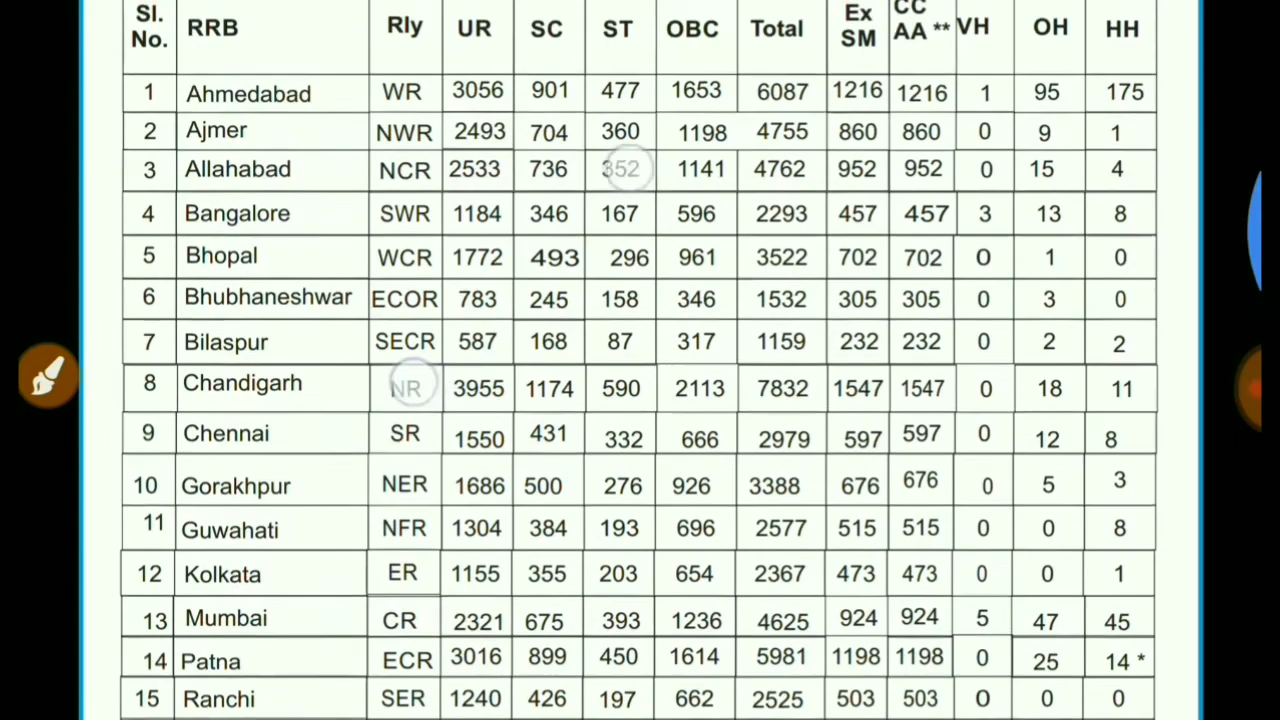 Sl. No. RRB Rly UR SC ST OBC Total Ex SM CC AA ** VH OH HH
1 Ahmedabad WR 3056 901 477 1653 6087 1216 1216 1 95 175
2 Ajmer NWR 2493 704 360 1198 4755 860 860 0 9 1
3 Allahabad NCR 2533 736 352 1141 4762 952 952 0 15 4
4 Bangalore SWR 1184 346 167 596 2293 457 457 3 13 8
5 Bhopal WCR 1772 493 296 961 3522 702 702 0 1 0
6 Bhubhaneshwar ECOR 783 245 158 346 1532 305 305 0 3 0
7 Bilaspur SECR 587 168 87 317 1159 232 232 0 2 2
8 Chandigarh NR 3955 1174 590 2113 7832 1547 1547 0 18 11
9 Chennai SR 1550 431 332 666 2979 597 597 0 12 8
10 Gorakhpur NER 1686 500 276 926 3388 676 676 0 5 3
11 Guwahati NFR 1304 384 193 696 2577 515 515 0 0 8
12 Kolkata ER 1155 355 203 654 2367 473 473 0 0 1
13 Mumbai CR 2321 675 393 1236 4625 924 924 5 47 45
14 Patna ECR 3016 899 450 1614 5981 1198 1198 0 25 14 *
15 Ranchi SER 1240 426 197 662 2525 503 503 0 0 0